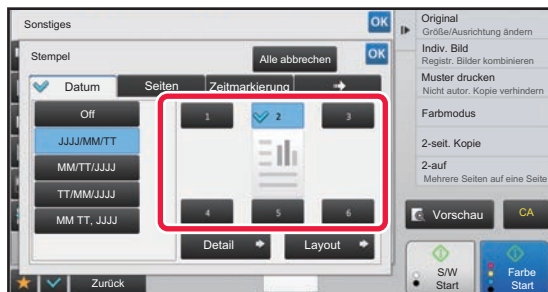 Sonstiges
OK
Stempel
Alle abbrechen
OK
Datum
Seiten
Zeitmarkierung
Off
JJJJ/MM/TT
MM/TT/JJJJ
TT/MM/JJJJ
MM TT, JJJJ
1
2
3
4
5
6
Detail
Layout
Zurück
Original
Größe/Ausrichtung ändern
Indiv. Bild
Registr. Bilder kombinieren
Muster drucken
Nicht autor. Kopie verhindern
Farbmodus
2-seit. Kopie
2-auf
Mehrere Seiten auf eine Seite
Vorschau
CA
S/W
Start
Farbe
Start